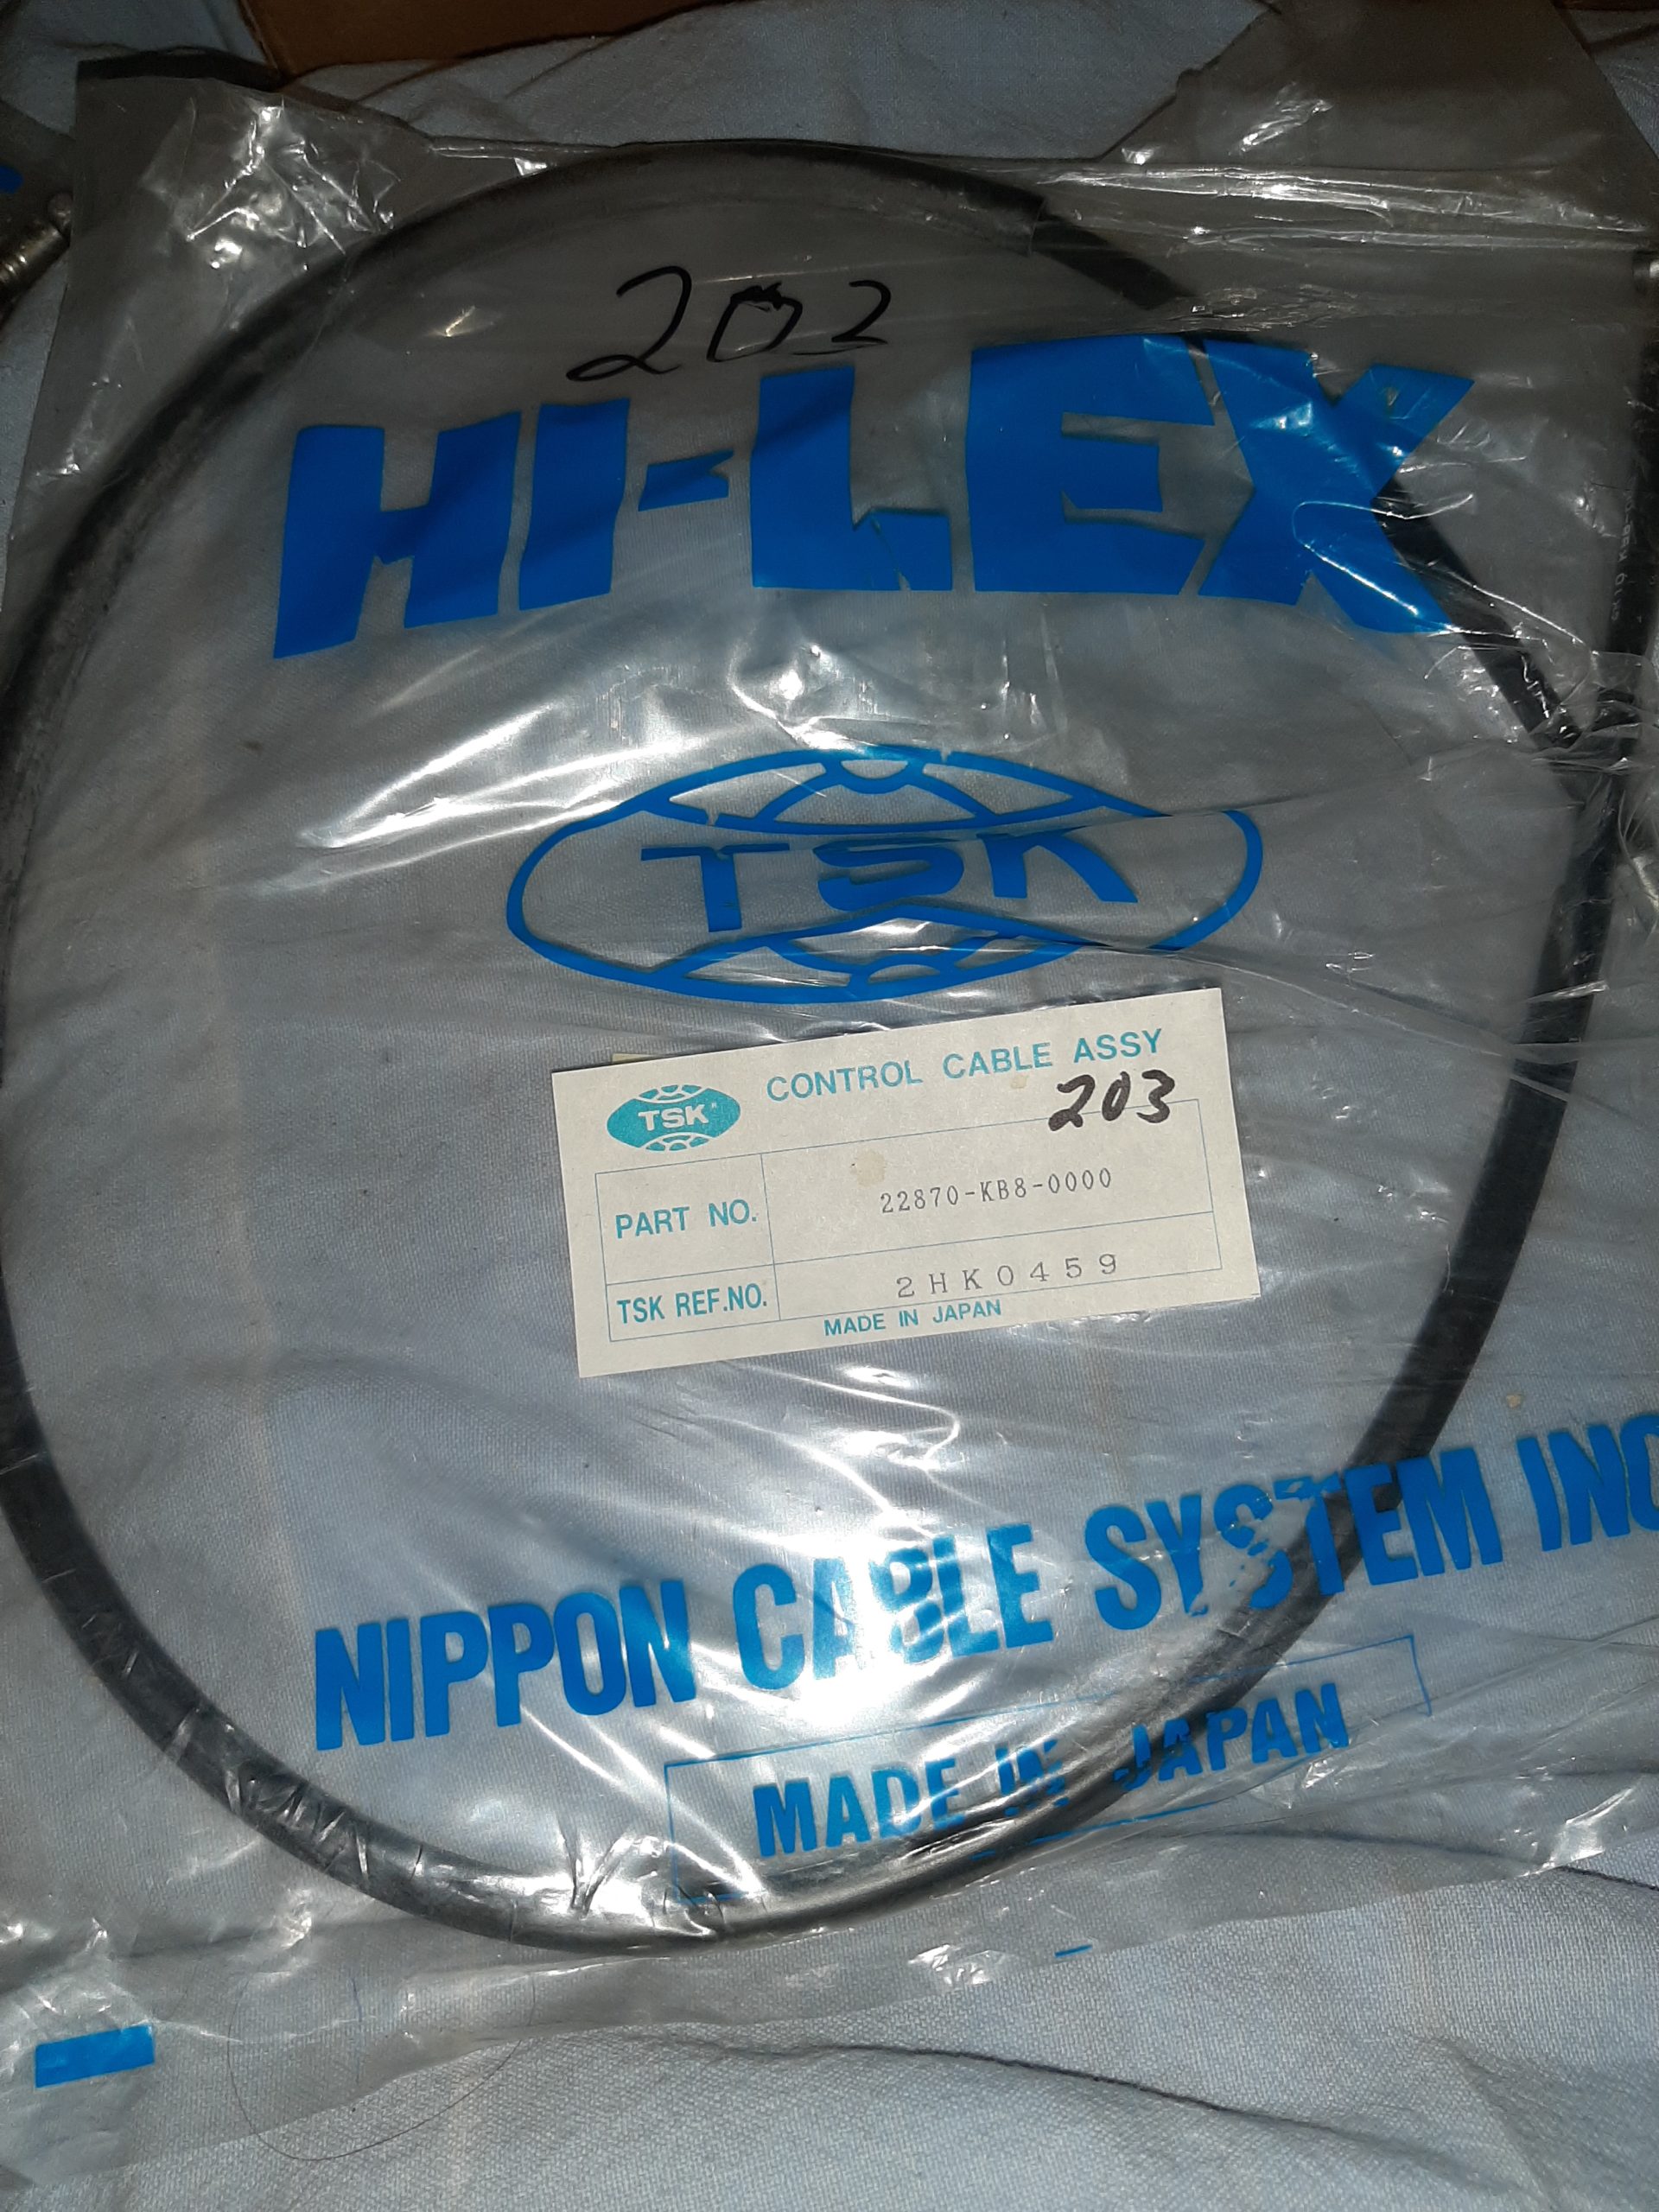 202
HI-LEX
TSK
CONTROL CABLE ASSY
TSK
203
PART NO. 22870-KB8-0000
TSK REF.NO. 2HK0459
MADE IN JAPAN
NIPPON CABLE SYSTEM INC
MADE IN JAPAN